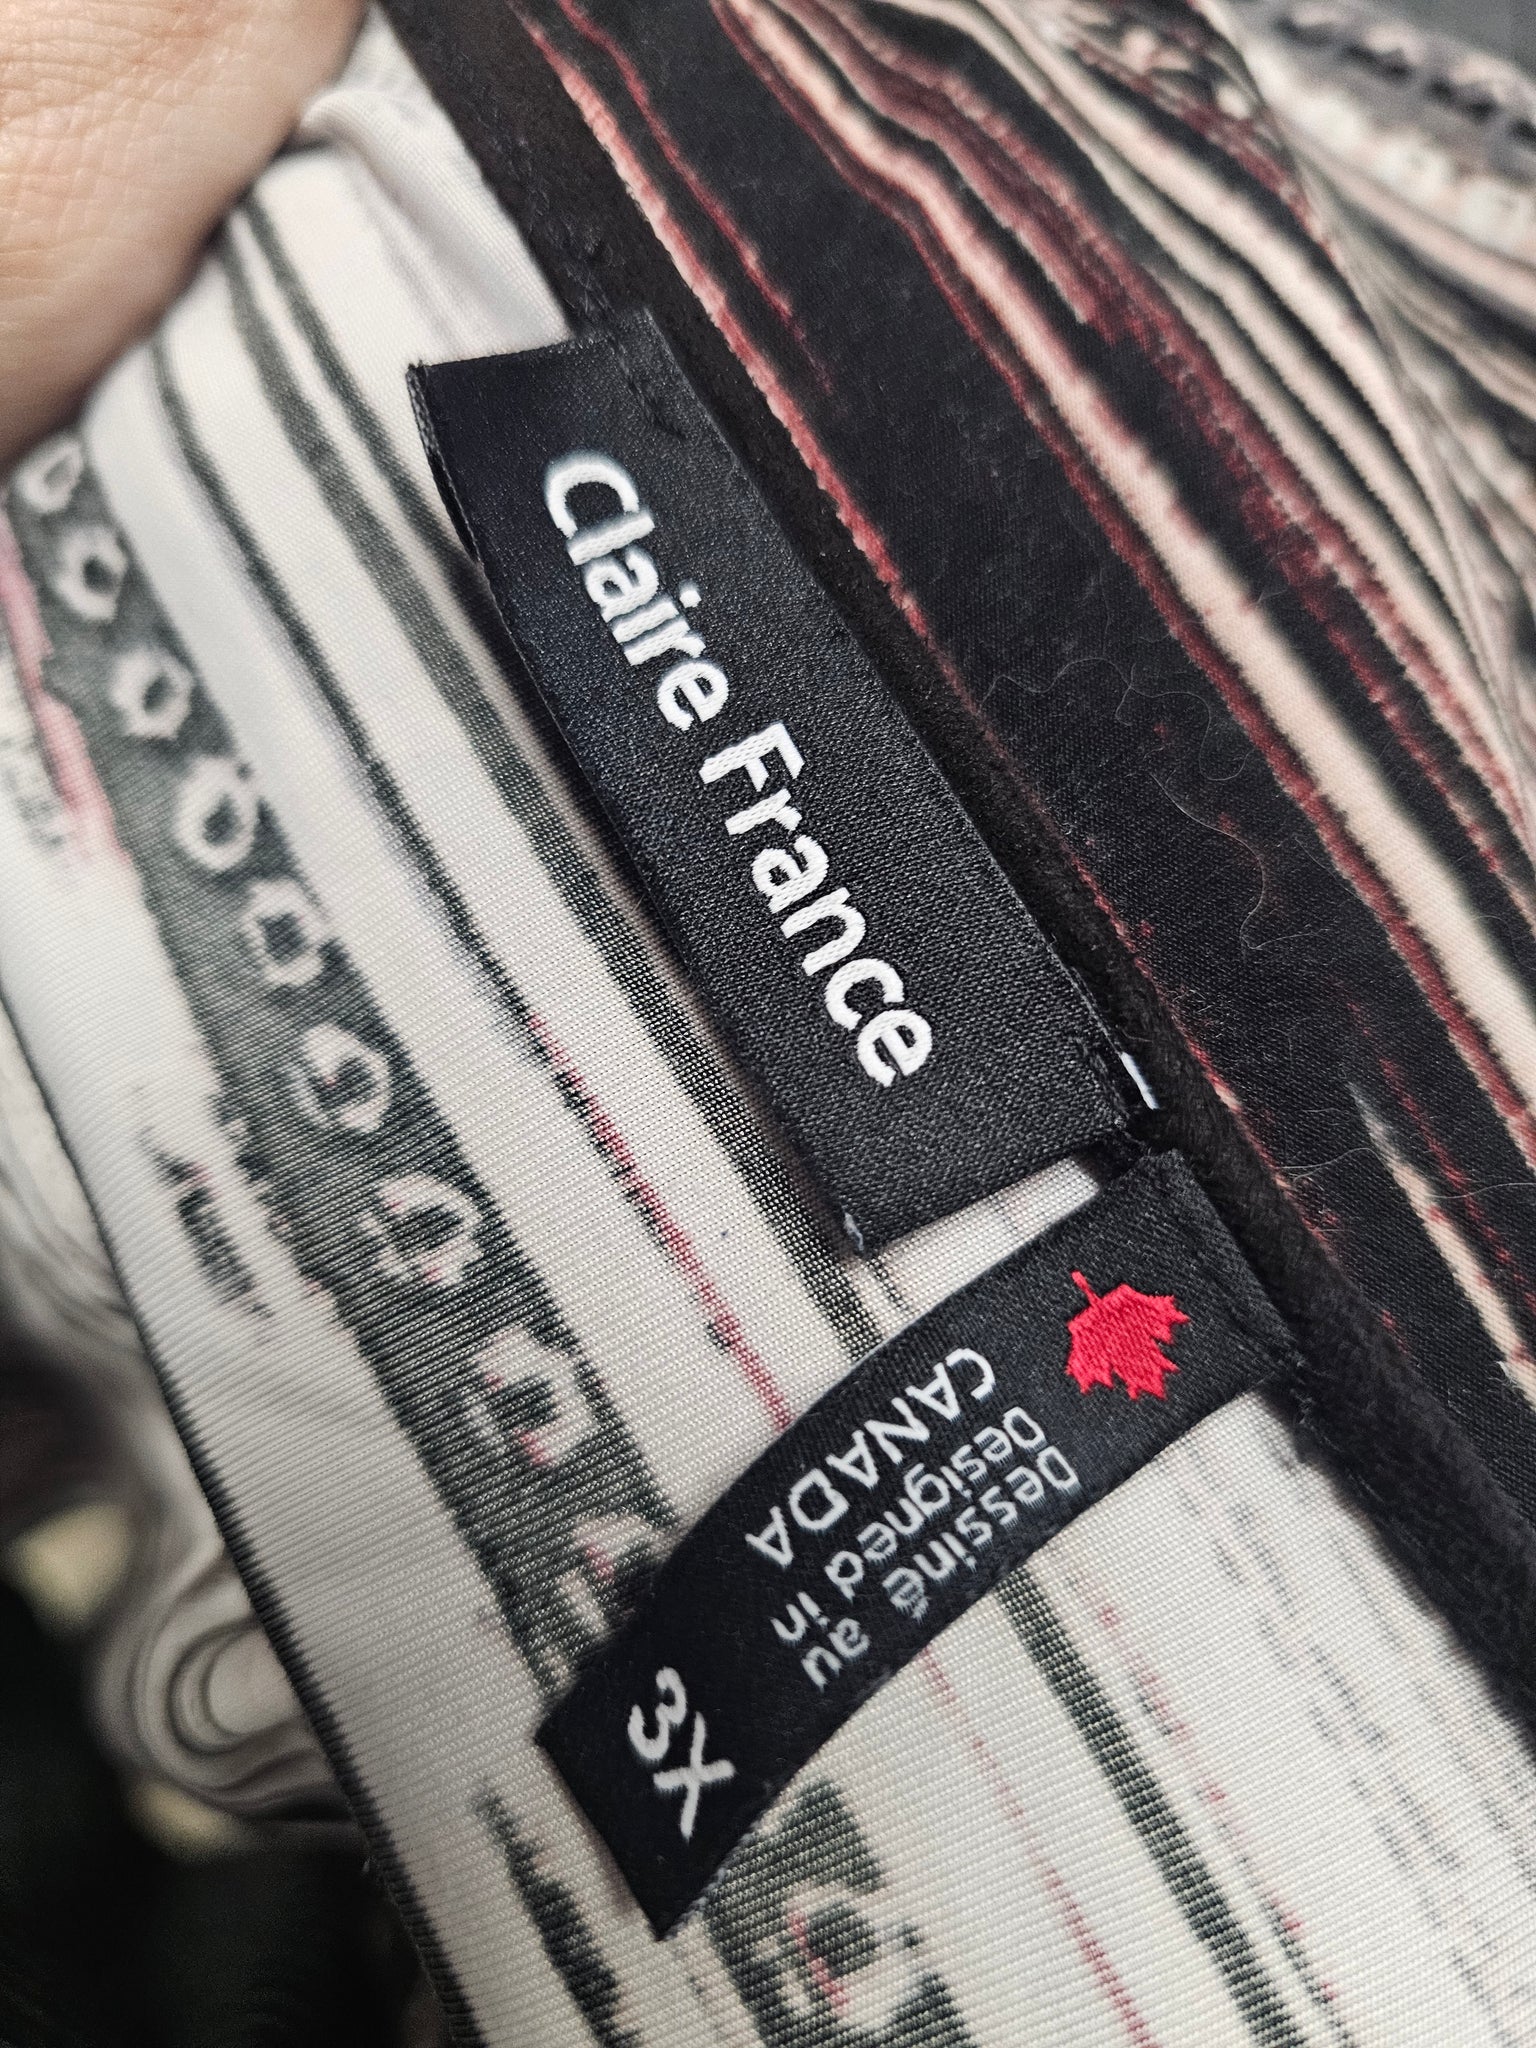 Claire France
Dessiné au
Designed in
CANADA
3X